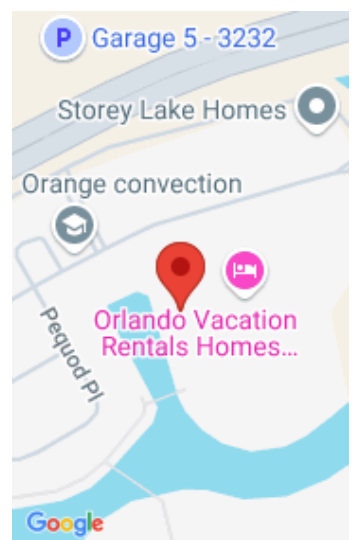 P Garage 5 - 3232
Storey Lake Homes
Orange convection
Orlando Vacation
Rentals Homes...
Pequod Pl
Google